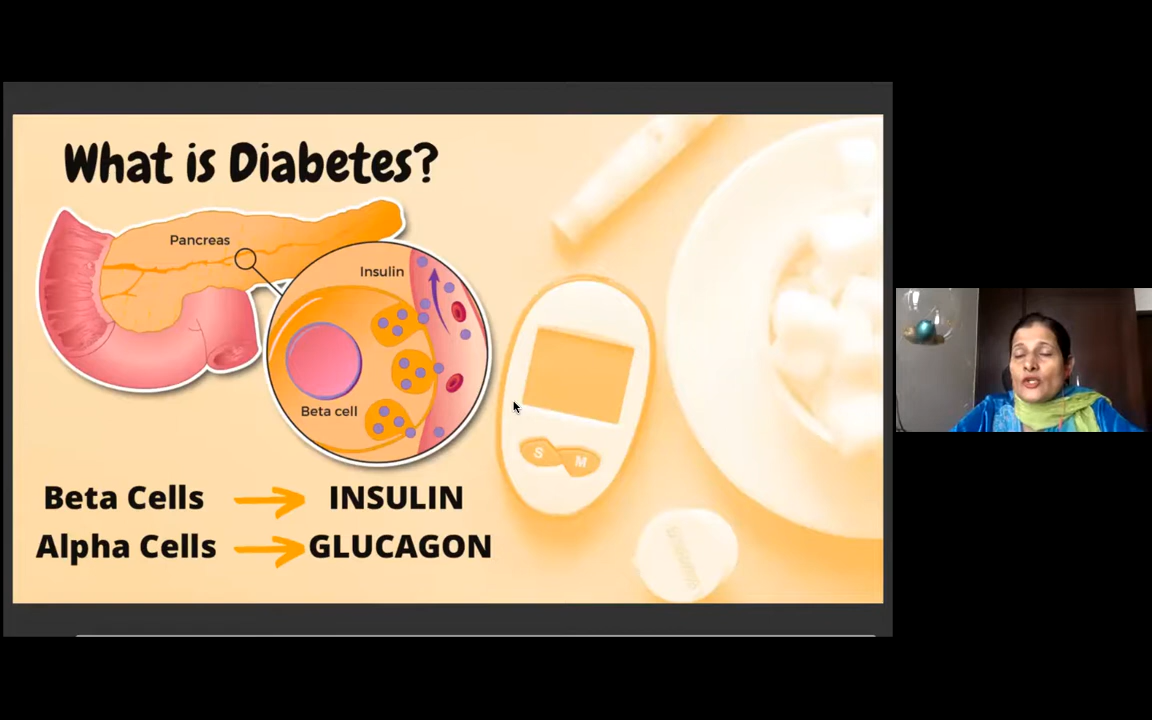 What is Diabetes?
Pancreas
Insulin
Beta cell
S M
Beta Cells → INSULIN
Alpha Cells → GLUCAGON